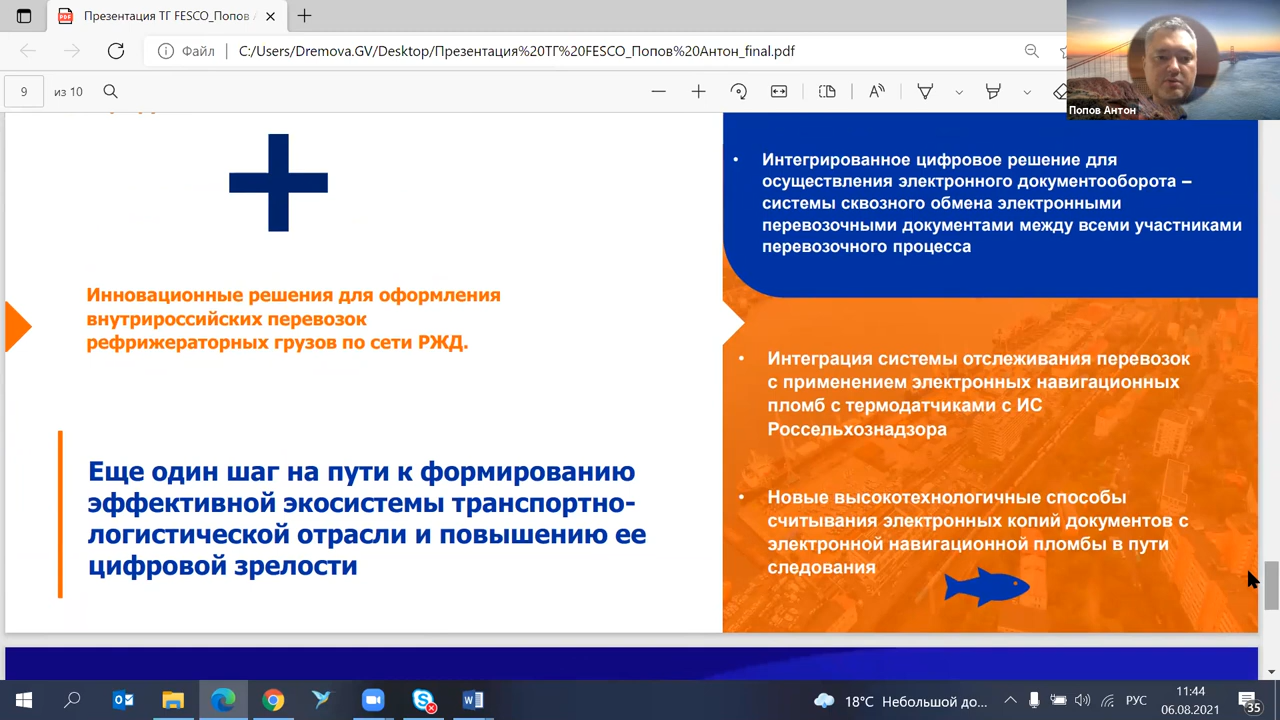 Презентация ТГ FESCO_Попов
Файл
C:/Users/Dremova.GV/Desktop/Презентация%20ТГ%20FESCO_Попов%20Антон_final.pdf
Попов Антон
9
из 10
Интегрированное цифровое решение для
осуществления электронного документооборота –
системы сквозного обмена электронными
перевозочными документами между всеми участниками
перевозочного процесса
Инновационные решения для оформления
внутрироссийских перевозок
рефрижераторных грузов по сети РЖД.
Интеграция системы отслеживания перевозок
с применением электронных навигационных
пломб с термодатчиками с ИС
Россельхознадзора
Еще один шаг на пути к формированию
эффективной экосистемы транспортно-
логистической отрасли и повышению ее
цифровой зрелости
Новые высокотехнологичные способы
считывания электронных копий документов с
электронной навигационной пломбы в пути
следования
18°C Небольшой до...
РУС
11:44
06.08.2021
35